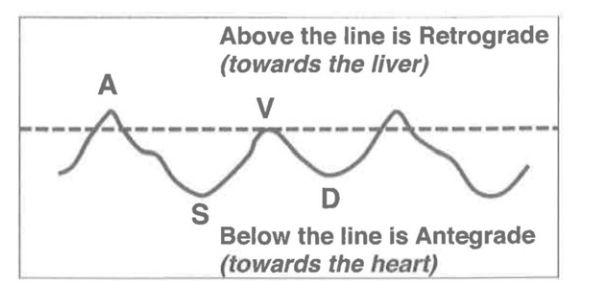 Above the line is Retrograde
(towards the liver)
A
V
S
D
Below the line is Antegrade
(towards the heart)